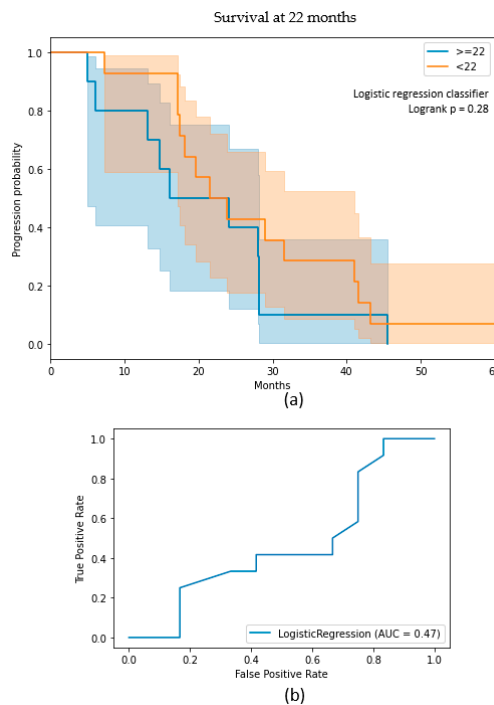 Survival at 22 months
>=22
<22
Logistic regression classifier
Logrank p = 0.28
Progression probability
1.0
0.8
0.6
0.4
0.2
0.0
0 10 20 30 40 50 60
Months
(a)
True Positive Rate
1.0
0.8
0.6
0.4
0.2
0.0
LogisticRegression (AUC = 0.47)
0.0 0.2 0.4 0.6 0.8 1.0
False Positive Rate
(b)